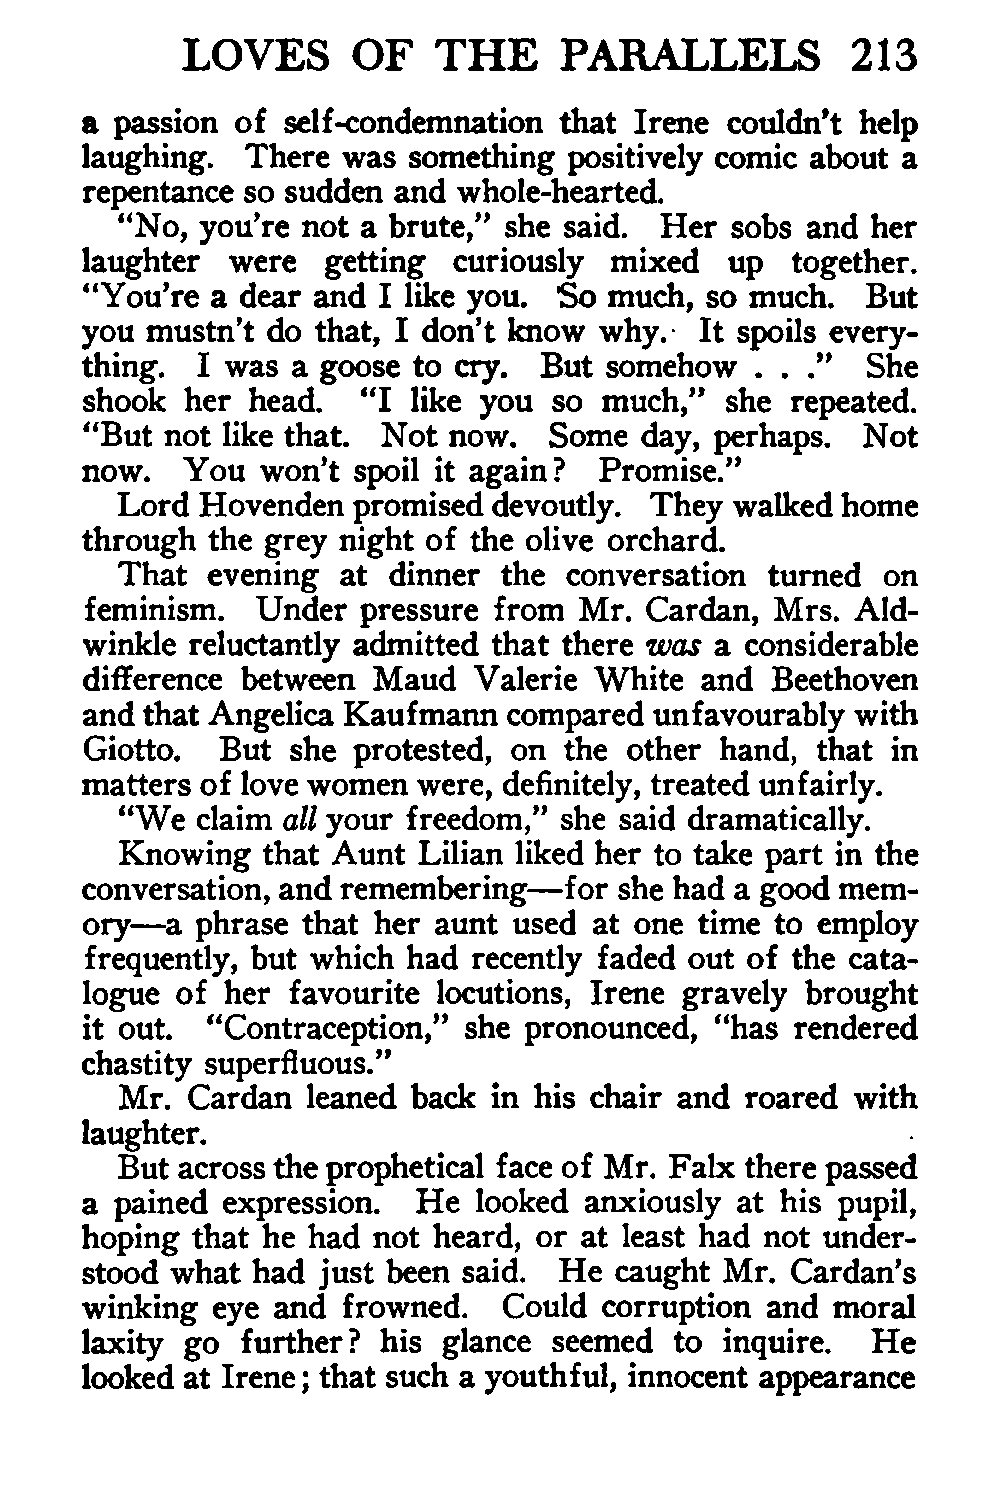 LOVES OF THE PARALLELS 213
a passion of self-condemnation that Irene couldn't help
laughing. There was something positively comic about a
repentance so sudden and whole-hearted.
"No, you're not a brute," she said. Her sobs and her
laughter were getting curiously mixed up together.
"You're a dear and I like you. So much, so much. But
you mustn't do that, I don't know why. It spoils every-
thing. I was a goose to cry. But somehow . . ." She
shook her head. "I like you so much," she repeated.
"But not like that. Not now. Some day, perhaps. Not
now. You won't spoil it again? Promise."
Lord Hovenden promised devoutly. They walked home
through the grey night of the olive orchard.
That evening at dinner the conversation turned on
feminism. Under pressure from Mr. Cardan, Mrs. Ald-
winkle reluctantly admitted that there was a considerable
difference between Maud Valerie White and Beethoven
and that Angelica Kaufmann compared unfavourably with
Giotto. But she protested, on the other hand, that in
matters of love women were, definitely, treated unfairly.
"We claim all your freedom," she said dramatically.
Knowing that Aunt Lilian liked her to take part in the
conversation, and remembering—for she had a good mem-
ory—a phrase that her aunt used at one time to employ
frequently, but which had recently faded out of the cata-
logue of her favourite locutions, Irene gravely brought
it out. "Contraception," she pronounced, "has rendered
chastity superfluous."
Mr. Cardan leaned back in his chair and roared with
laughter.
But across the prophetical face of Mr. Falx there passed
a pained expression. He looked anxiously at his pupil,
hoping that he had not heard, or at least had not under-
stood what had just been said. He caught Mr. Cardan's
winking eye and frowned. Could corruption and moral
laxity go further? his glance seemed to inquire. He
looked at Irene; that such a youthful, innocent appearance